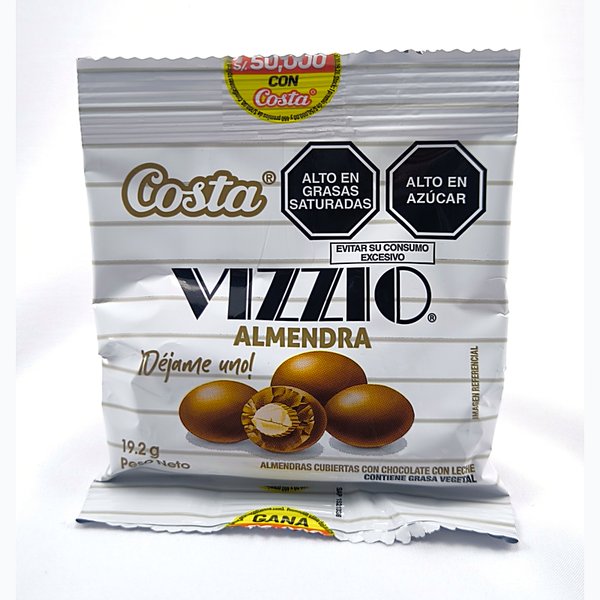 S/.50,000
CON
Costa®
Costa®
ALTO EN
GRASAS
SATURADAS
ALTO EN
AZÚCAR
EVITAR SU CONSUMO
EXCESIVO
VIZZIO®
ALMENDRA
¡Déjame uno!
IMAGEN REFERENCIAL
19.2 g
Peso Neto
ALMENDRAS CUBIERTAS CON CHOCOLATE CON LECHE
CONTIENE GRASA VEGETAL
GANA